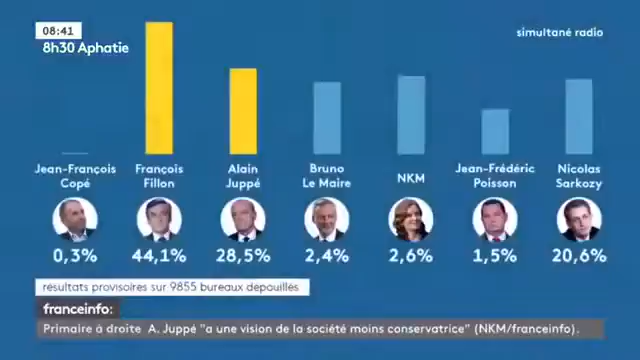 08:41
8h30 Aphatie
simultané radio
Jean-François
Copé
François
Fillon
Alain
Juppé
Bruno
Le Maire
NKM
Jean-Frédéric
Poisson
Nicolas
Sarkozy
0,3% 44,1% 28,5% 2,4% 2,6% 1,5% 20,6%
résultats provisoires sur 9855 bureaux dépouillés
franceinfo:
Primaire à droite A. Juppé "a une vision de la société moins conservatrice" (NKM/franceinfo).